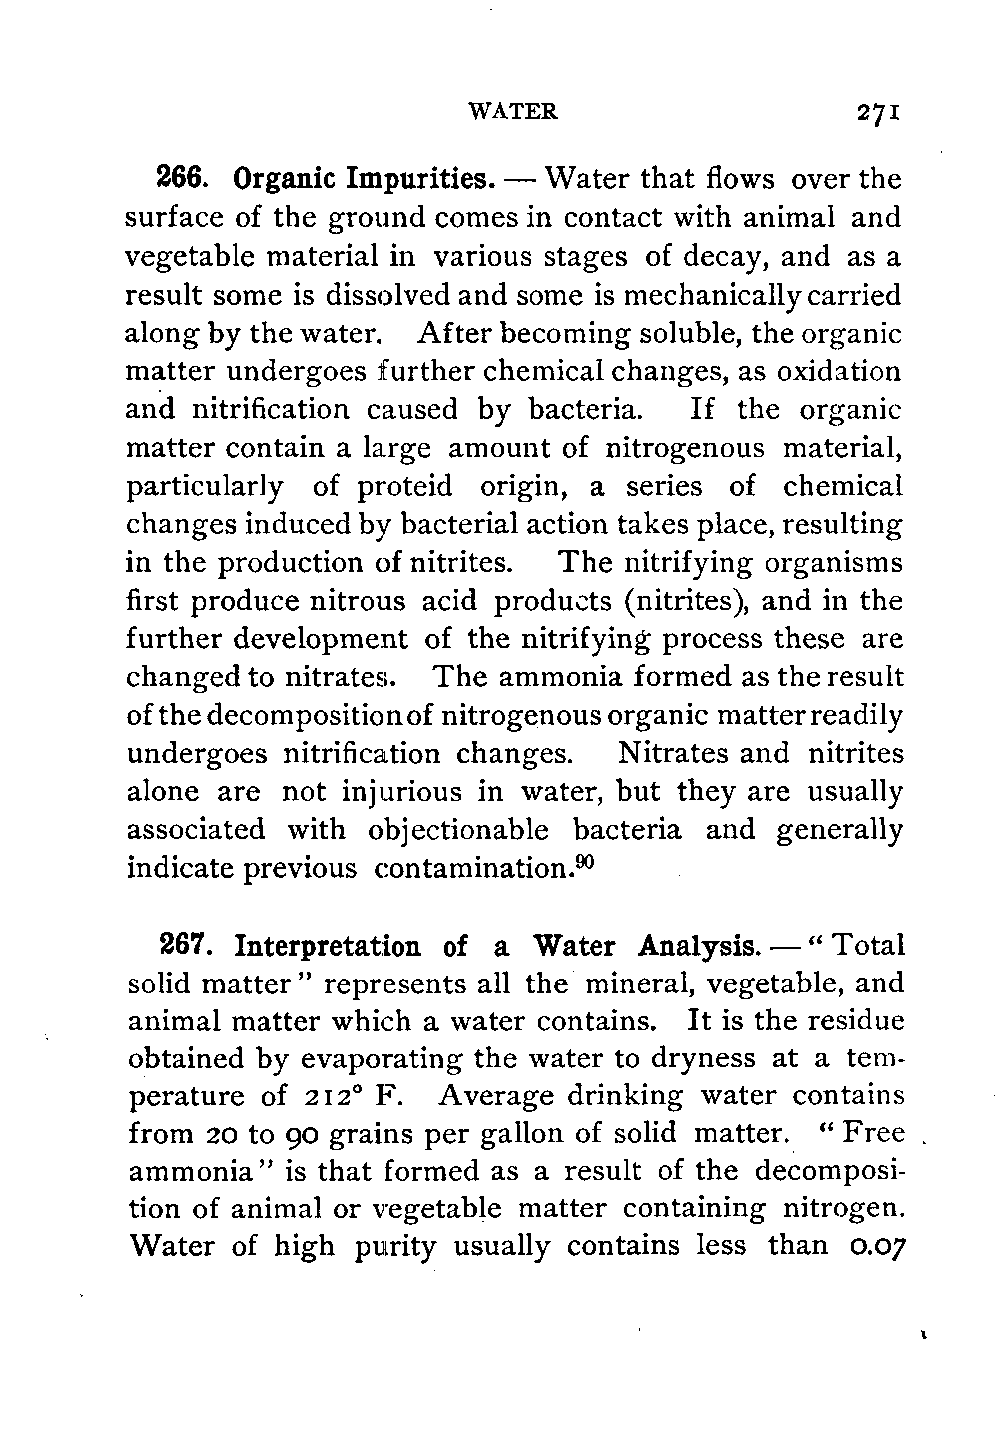 WATER 271
266. Organic Impurities. — Water that flows over the
surface of the ground comes in contact with animal and
vegetable material in various stages of decay, and as a
result some is dissolved and some is mechanically carried
along by the water. After becoming soluble, the organic
matter undergoes further chemical changes, as oxidation
and nitrification caused by bacteria. If the organic
matter contain a large amount of nitrogenous material,
particularly of proteid origin, a series of chemical
changes induced by bacterial action takes place, resulting
in the production of nitrites. The nitrifying organisms
first produce nitrous acid products (nitrites), and in the
further development of the nitrifying process these are
changed to nitrates. The ammonia formed as the result
of the decomposition of nitrogenous organic matter readily
undergoes nitrification changes. Nitrates and nitrites
alone are not injurious in water, but they are usually
associated with objectionable bacteria and generally
indicate previous contamination.⁹⁰
267. Interpretation of a Water Analysis. — “ Total
solid matter ” represents all the mineral, vegetable, and
animal matter which a water contains. It is the residue
obtained by evaporating the water to dryness at a tem-
perature of 212° F. Average drinking water contains
from 20 to 90 grains per gallon of solid matter. “ Free
ammonia ” is that formed as a result of the decomposi-
tion of animal or vegetable matter containing nitrogen.
Water of high purity usually contains less than 0.07